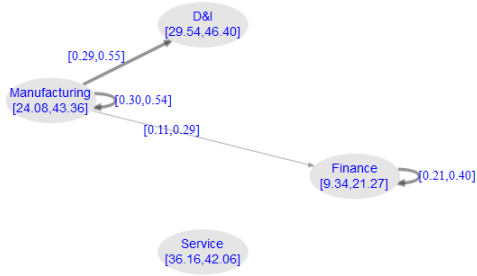 D&I
[29.54,46.40]
[0.29,0.55]
Manufacturing
[24.08,43.36]
[0.30,0.54]
[0.11,0.29]
Finance
[9.34,21.27]
[0.21,0.40]
Service
[36.16,42.06]